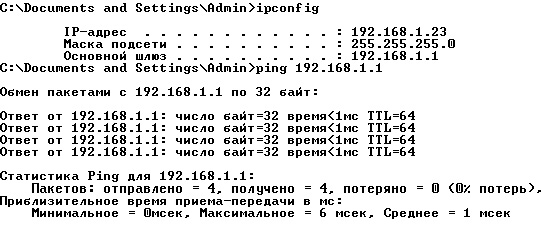 C:\Documents and Settings\Admin>ipconfig
IP-адрес . . . . . . . . . . . . : 192.168.1.23
Маска подсети . . . . . . . . . . : 255.255.255.0
Основной шлюз . . . . . . . . . . : 192.168.1.1
C:\Documents and Settings\Admin>ping 192.168.1.1
Обмен пакетами с 192.168.1.1 по 32 байт:
Ответ от 192.168.1.1: число байт=32 время<1мс TTL=64
Ответ от 192.168.1.1: число байт=32 время<1мс TTL=64
Ответ от 192.168.1.1: число байт=32 время<1мс TTL=64
Ответ от 192.168.1.1: число байт=32 время<1мс TTL=64
Статистика Ping для 192.168.1.1:
Пакетов: отправлено = 4, получено = 4, потеряно = 0 (0% потерь),
Приблизительное время приема-передачи в мс:
Минимальное = 0мсек, Максимальное = 6 мсек, Среднее = 1 мсек